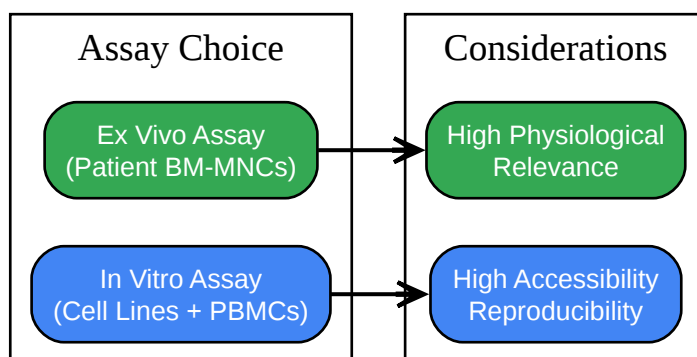 Assay Choice
Ex Vivo Assay
(Patient BM-MNCs)
In Vitro Assay
(Cell Lines + PBMCs)
Considerations
High Physiological
Relevance
High Accessibility
Reproducibility